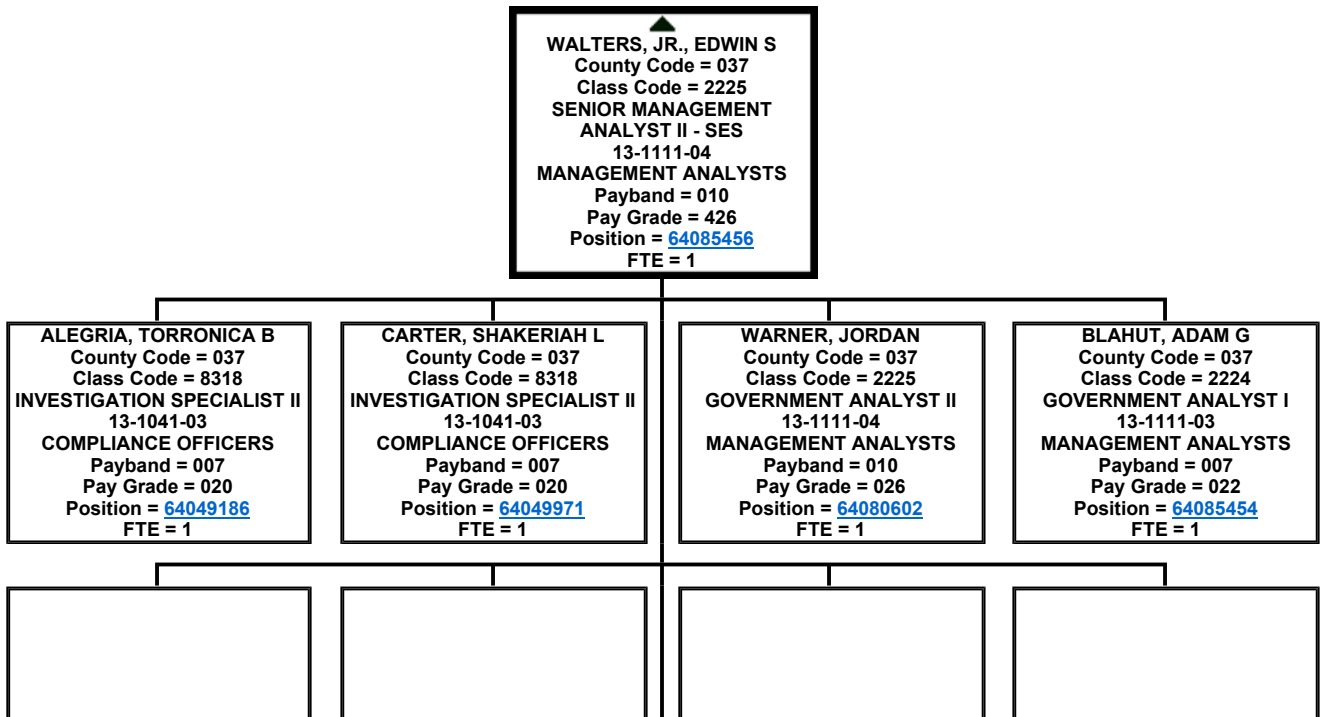 WALTERS, JR., EDWIN S
County Code = 037
Class Code = 2225
SENIOR MANAGEMENT
ANALYST II - SES
13-1111-04
MANAGEMENT ANALYSTS
Payband = 010
Pay Grade = 426
Position = 64085456
FTE = 1
ALEGRIA, TORRONICA B
County Code = 037
Class Code = 8318
INVESTIGATION SPECIALIST II
13-1041-03
COMPLIANCE OFFICERS
Payband = 007
Pay Grade = 020
Position = 64049186
FTE = 1
CARTER, SHAKERIAH L
County Code = 037
Class Code = 8318
INVESTIGATION SPECIALIST II
13-1041-03
COMPLIANCE OFFICERS
Payband = 007
Pay Grade = 020
Position = 64049971
FTE = 1
WARNER, JORDAN
County Code = 037
Class Code = 2225
GOVERNMENT ANALYST II
13-1111-04
MANAGEMENT ANALYSTS
Payband = 010
Pay Grade = 026
Position = 64080602
FTE = 1
BLAHUT, ADAM G
County Code = 037
Class Code = 2224
GOVERNMENT ANALYST I
13-1111-03
MANAGEMENT ANALYSTS
Payband = 007
Pay Grade = 022
Position = 64085454
FTE = 1